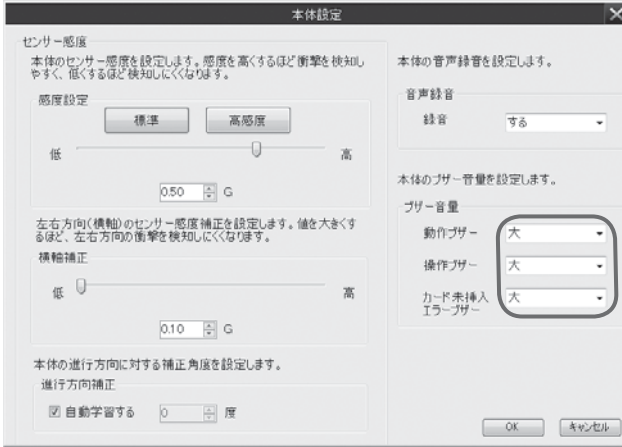 本体設定
センサー感度
本体のセンサー感度を設定します。感度を高くするほど衝撃を検知し
やすく、低くするほど検知しにくくなります。
感度設定
標準
高感度
低
高
0.50 G
左右方向(横軸)のセンサー感度補正を設定します。値を大きくす
るほど、左右方向の衝撃を検知しにくくなります。
横軸補正
低
高
0.10 G
本体の進行方向に対する補正角度を設定します。
進行方向補正
自動学習する 0 度
本体の音声録音を設定します。
音声録音
録音 する
本体のブザー音量を設定します。
ブザー音量
動作ブザー 大
操作ブザー 大
カード未挿入 大
エラーブザー
OK キャンセル